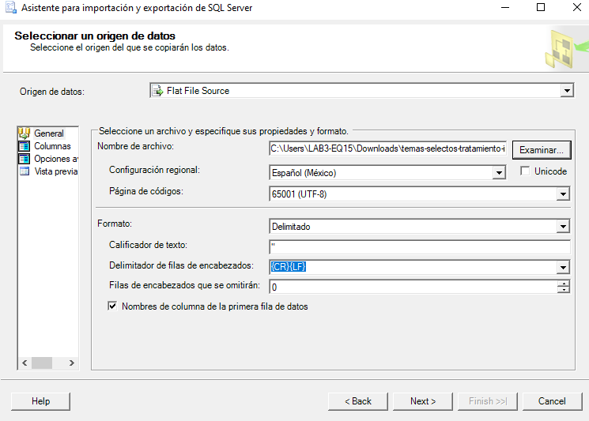 Asistente para importación y exportación de SQL Server
Seleccionar un origen de datos
Seleccione el origen del que se copiarán los datos.
Origen de datos:
Flat File Source
General
Columnas
Opciones av
Vista previa
Seleccione un archivo y especifique sus propiedades y formato.
Nombre de archivo:
C:\Users\LAB3-EQ15\Downloads\temas-selectos-tratamiento-i
Examinar...
Configuración regional:
Español (México)
Unicode
Página de códigos:
65001 (UTF-8)
Formato:
Delimitado
Calificador de texto:
"
Delimitador de filas de encabezados:
{CR}{LF}
Filas de encabezados que se omitirán:
0
Nombres de columna de la primera fila de datos
Help
< Back
Next >
Finish >>|
Cancel